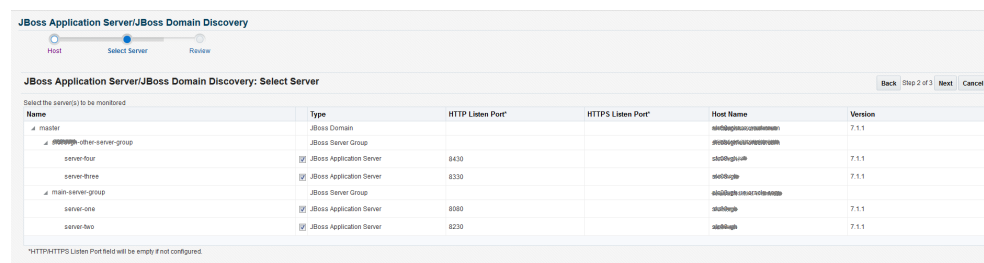 JBoss Application Server/JBoss Domain Discovery
Host Select Server Review
JBoss Application Server/JBoss Domain Discovery: Select Server
Back Step 2 of 3 Next Cancel
Select the server(s) to be monitored
Name Type HTTP Listen Port* HTTPS Listen Port* Host Name Version
master JBoss Domain 7.1.1
-other-server-group JBoss Server Group
server-four JBoss Application Server 8430 7.1.1
server-three JBoss Application Server 8330 7.1.1
main-server-group JBoss Server Group
server-one JBoss Application Server 8080 7.1.1
server-two JBoss Application Server 8230 7.1.1
*HTTP/HTTPS Listen Port field will be empty if not configured.